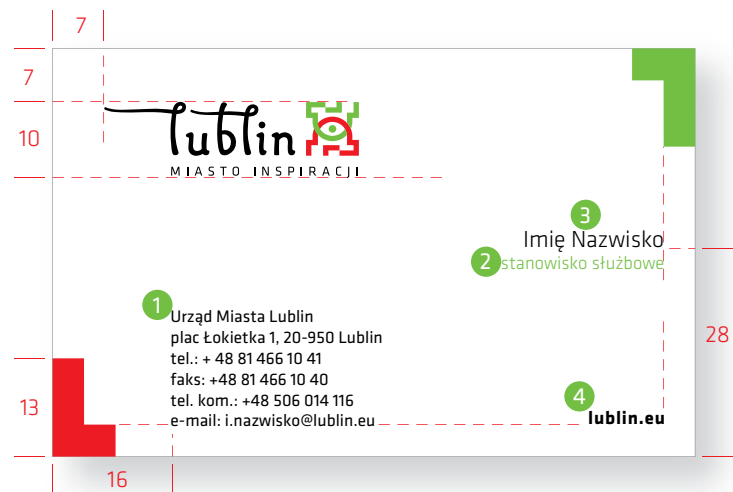 7
7
10
lublin
MIASTO INSPIRACJI
3
Imię Nazwisko
2 stanowisko służbowe
1
Urząd Miasta Lublin
plac Łokietka 1, 20-950 Lublin
tel.: + 48 81 466 10 41
faks: +48 81 466 10 40
tel. kom.: +48 506 014 116
e-mail: i.nazwisko@lublin.eu
28
13
4
lublin.eu
16